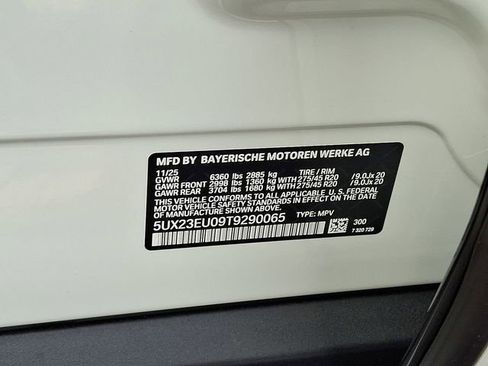 MFD BY BAYERISCHE MOTOREN WERKE AG
11/25 TIRE / RIM
GVWR 6360 lbs 2885 kg
GAWR FRONT 2998 lbs 1360 kg WITH 275/45 R20 /9.0Jx 20
GAWR REAR 3704 lbs 1680 kg WITH 275/45 R20 /9.0Jx 20
THIS VEHICLE CONFORMS TO ALL APPLICABLE U.S. FEDERAL
MOTOR VEHICLE SAFETY STANDARDS IN EFFECT ON THE
DATE OF MANUFACTURE SHOWN ABOVE.
5UX23EU09T9290065 TYPE: MPV 300
7 320 729